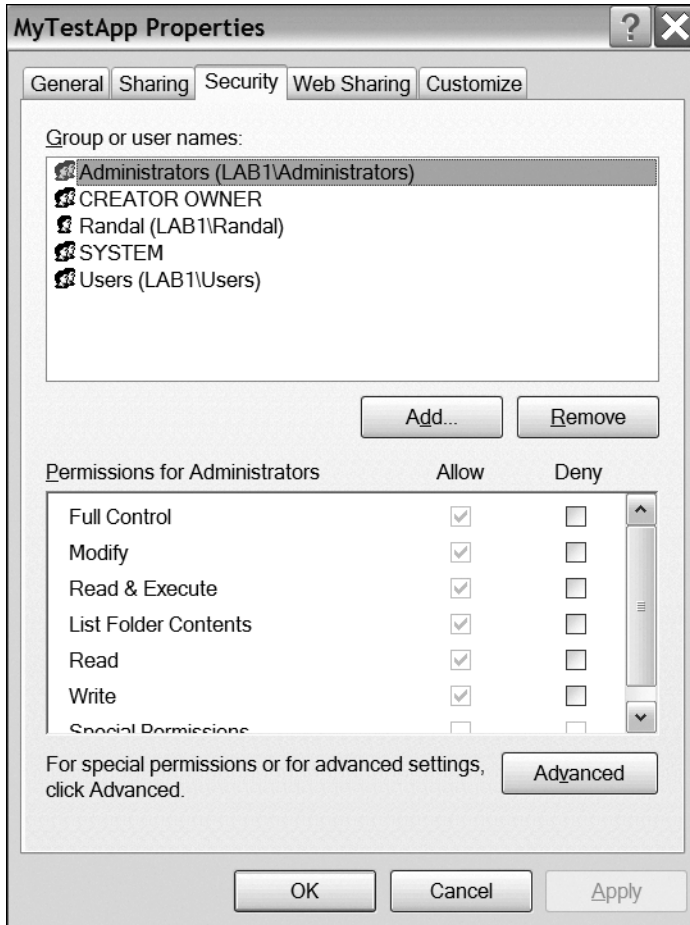 MyTestApp Properties
General Sharing Security Web Sharing Customize
Group or user names:
Administrators (LAB1\Administrators)
CREATOR OWNER
Randal (LAB1\Randal)
SYSTEM
Users (LAB1\Users)
Add... Remove
Permissions for Administrators Allow Deny
Full Control
Modify
Read & Execute
List Folder Contents
Read
Write
Special Permissions
For special permissions or for advanced settings, Advanced
click Advanced.
OK Cancel Apply